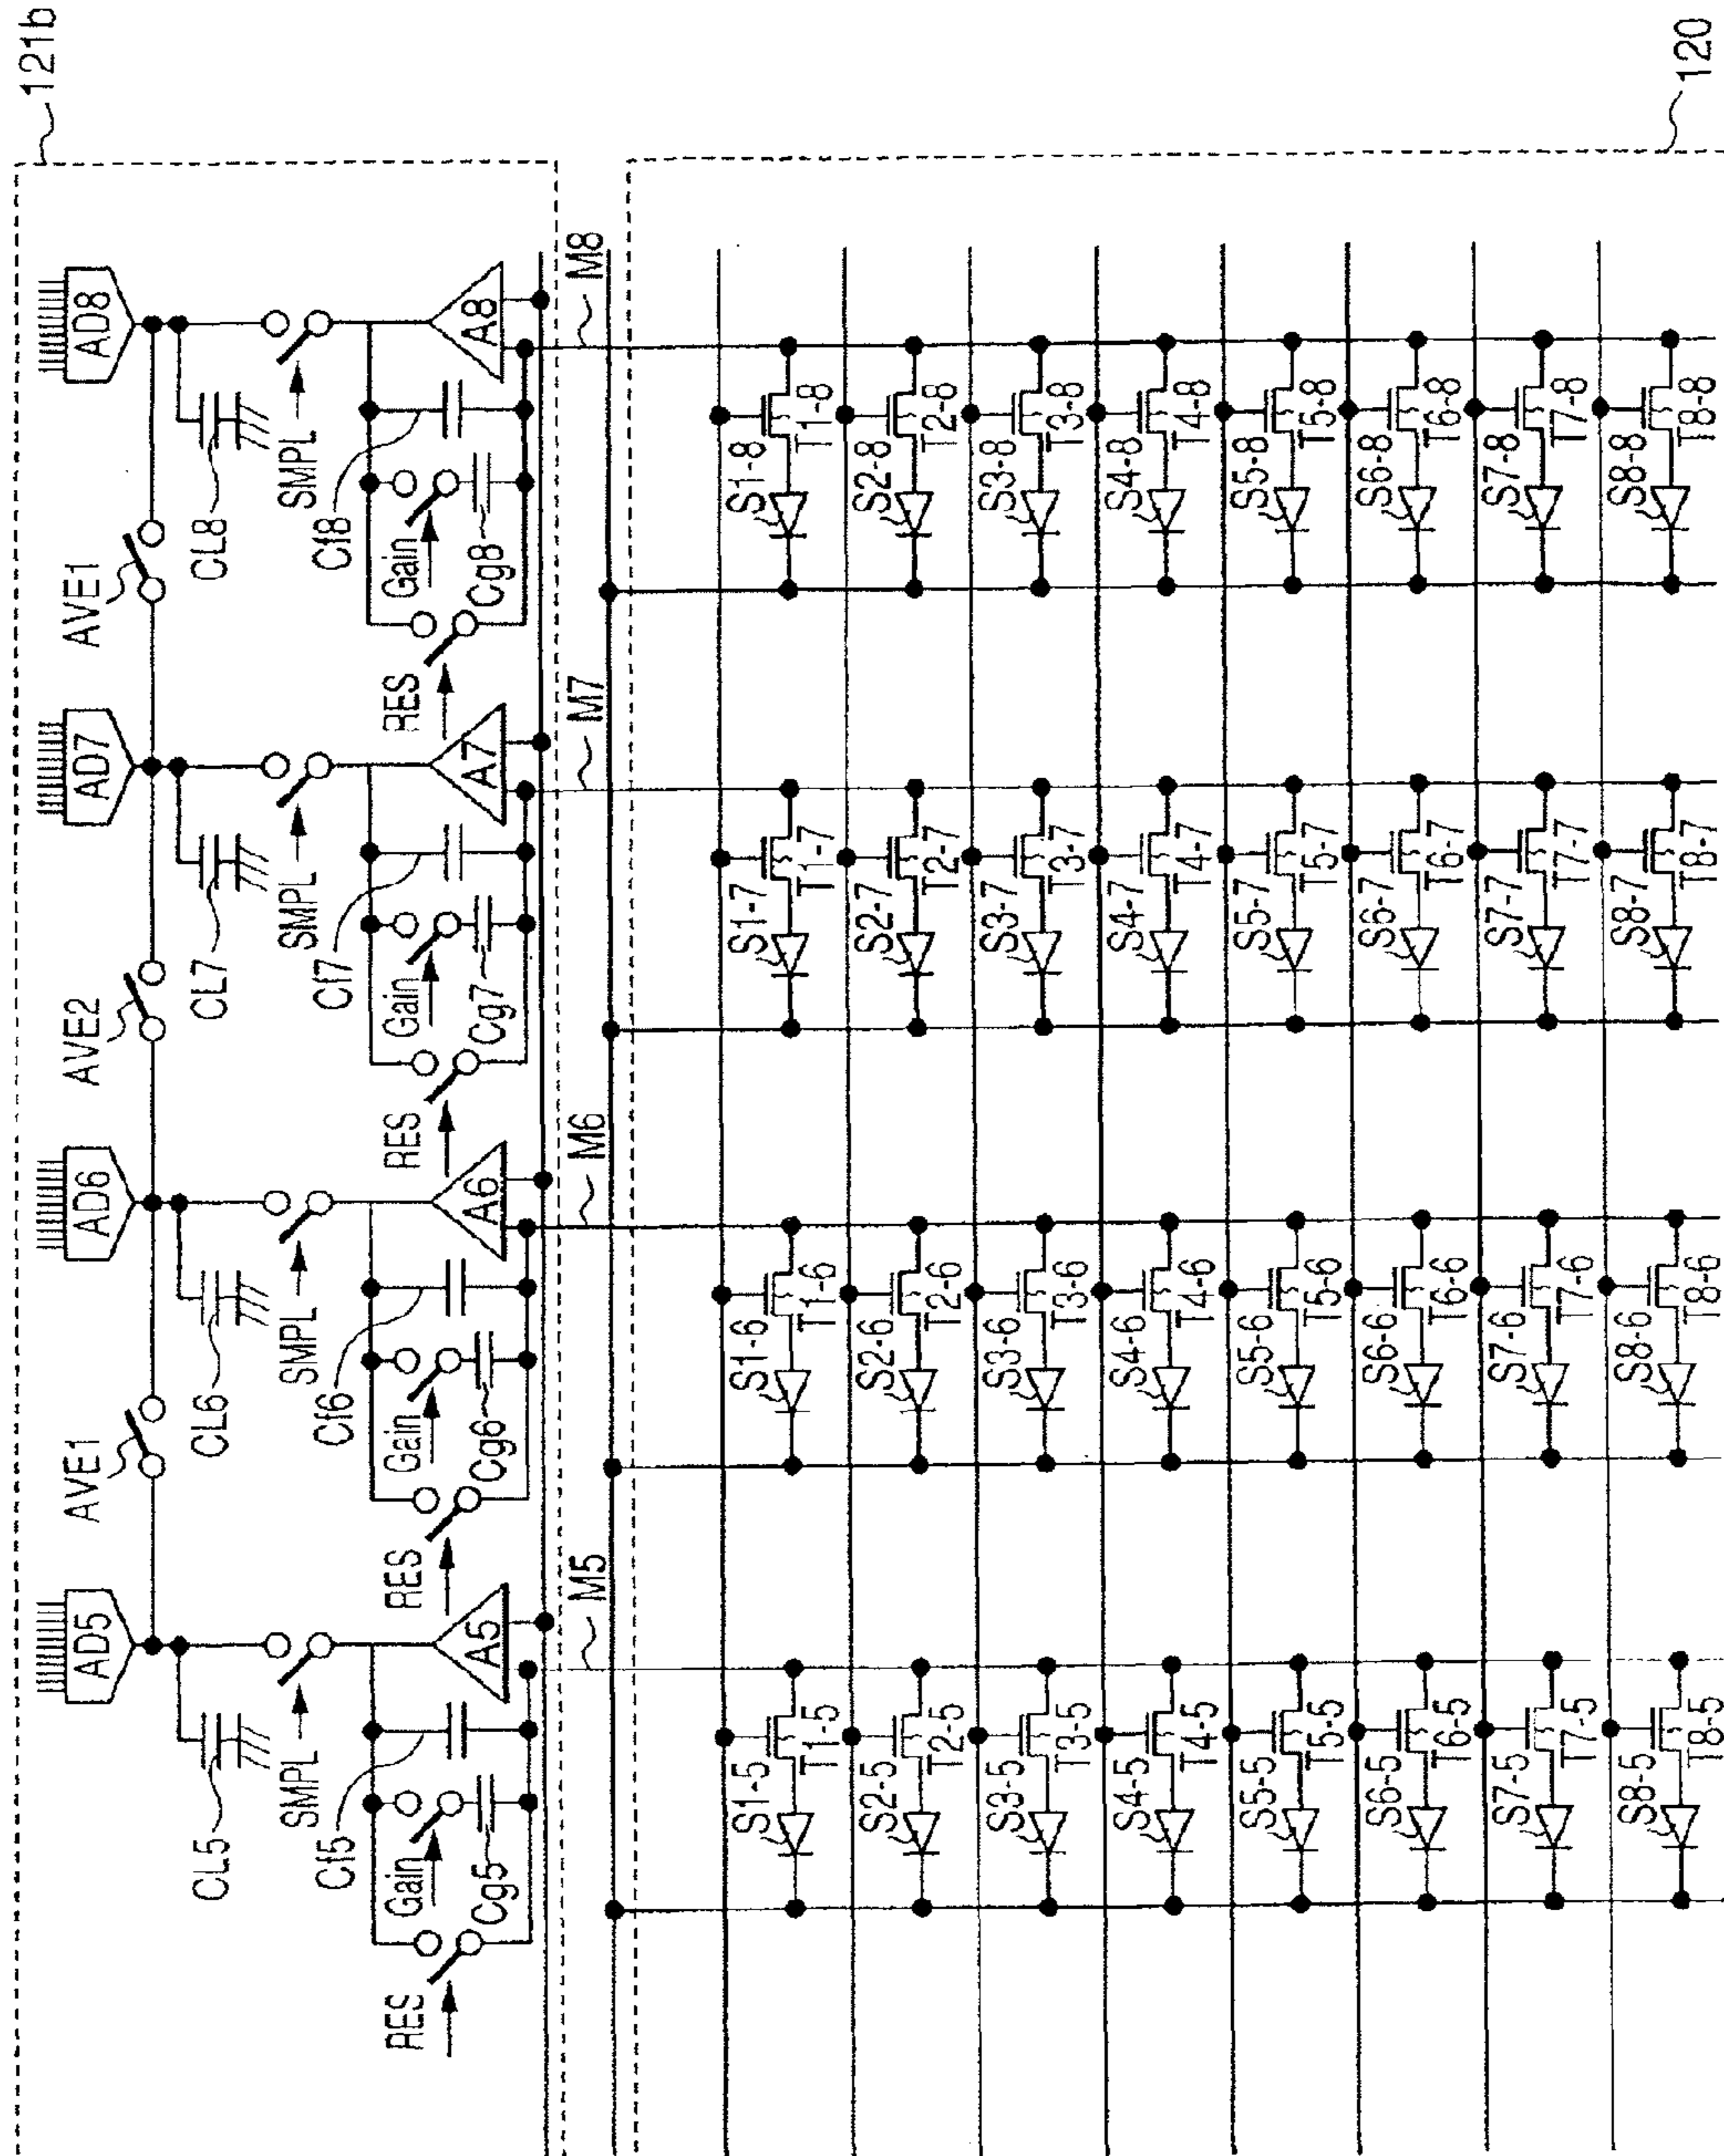 121b
AD5
AD6
AD7
AD8
AVE1
AVE2
AVE1
CL5
CL6
CL7
CL8
SMPL
SMPL
SMPL
SMPL
Cf5
Cf6
Cf7
Cf8
RES
Gain
Cg5
A5
RES
Gain
Cg6
A6
RES
Gain
Cg7
A7
RES
Gain
Cg8
A8
M5
M6
M7
M8
S1-5
T1-5
S1-6
T1-6
S1-7
T1-7
S1-8
T1-8
S2-5
T2-5
S2-6
T2-6
S2-7
T2-7
S2-8
T2-8
S3-5
T3-5
S3-6
T3-6
S3-7
T3-7
S3-8
T3-8
S4-5
T4-5
S4-6
T4-6
S4-7
T4-7
S4-8
T4-8
S5-5
T5-5
S5-6
T5-6
S5-7
T5-7
S5-8
T5-8
S6-5
T6-5
S6-6
T6-6
S6-7
T6-7
S6-8
T6-8
S7-5
T7-5
S7-6
T7-6
S7-7
T7-7
S7-8
T7-8
S8-5
T8-5
S8-6
T8-6
S8-7
T8-7
S8-8
T8-8
120